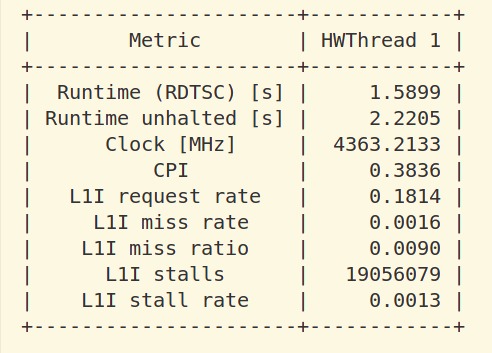 +----------------------+------------+
|        Metric        | HWThread 1 |
+----------------------+------------+
|  Runtime (RDTSC) [s] |     1.5899 |
| Runtime unhalted [s] |     2.2205 |
|      Clock [MHz]     |  4363.2133 |
|          CPI         |     0.3836 |
|   L1I request rate   |     0.1814 |
|     L1I miss rate    |     0.0016 |
|    L1I miss ratio    |     0.0090 |
|      L1I stalls      |   19056079 |
|    L1I stall rate    |     0.0013 |
+----------------------+------------+